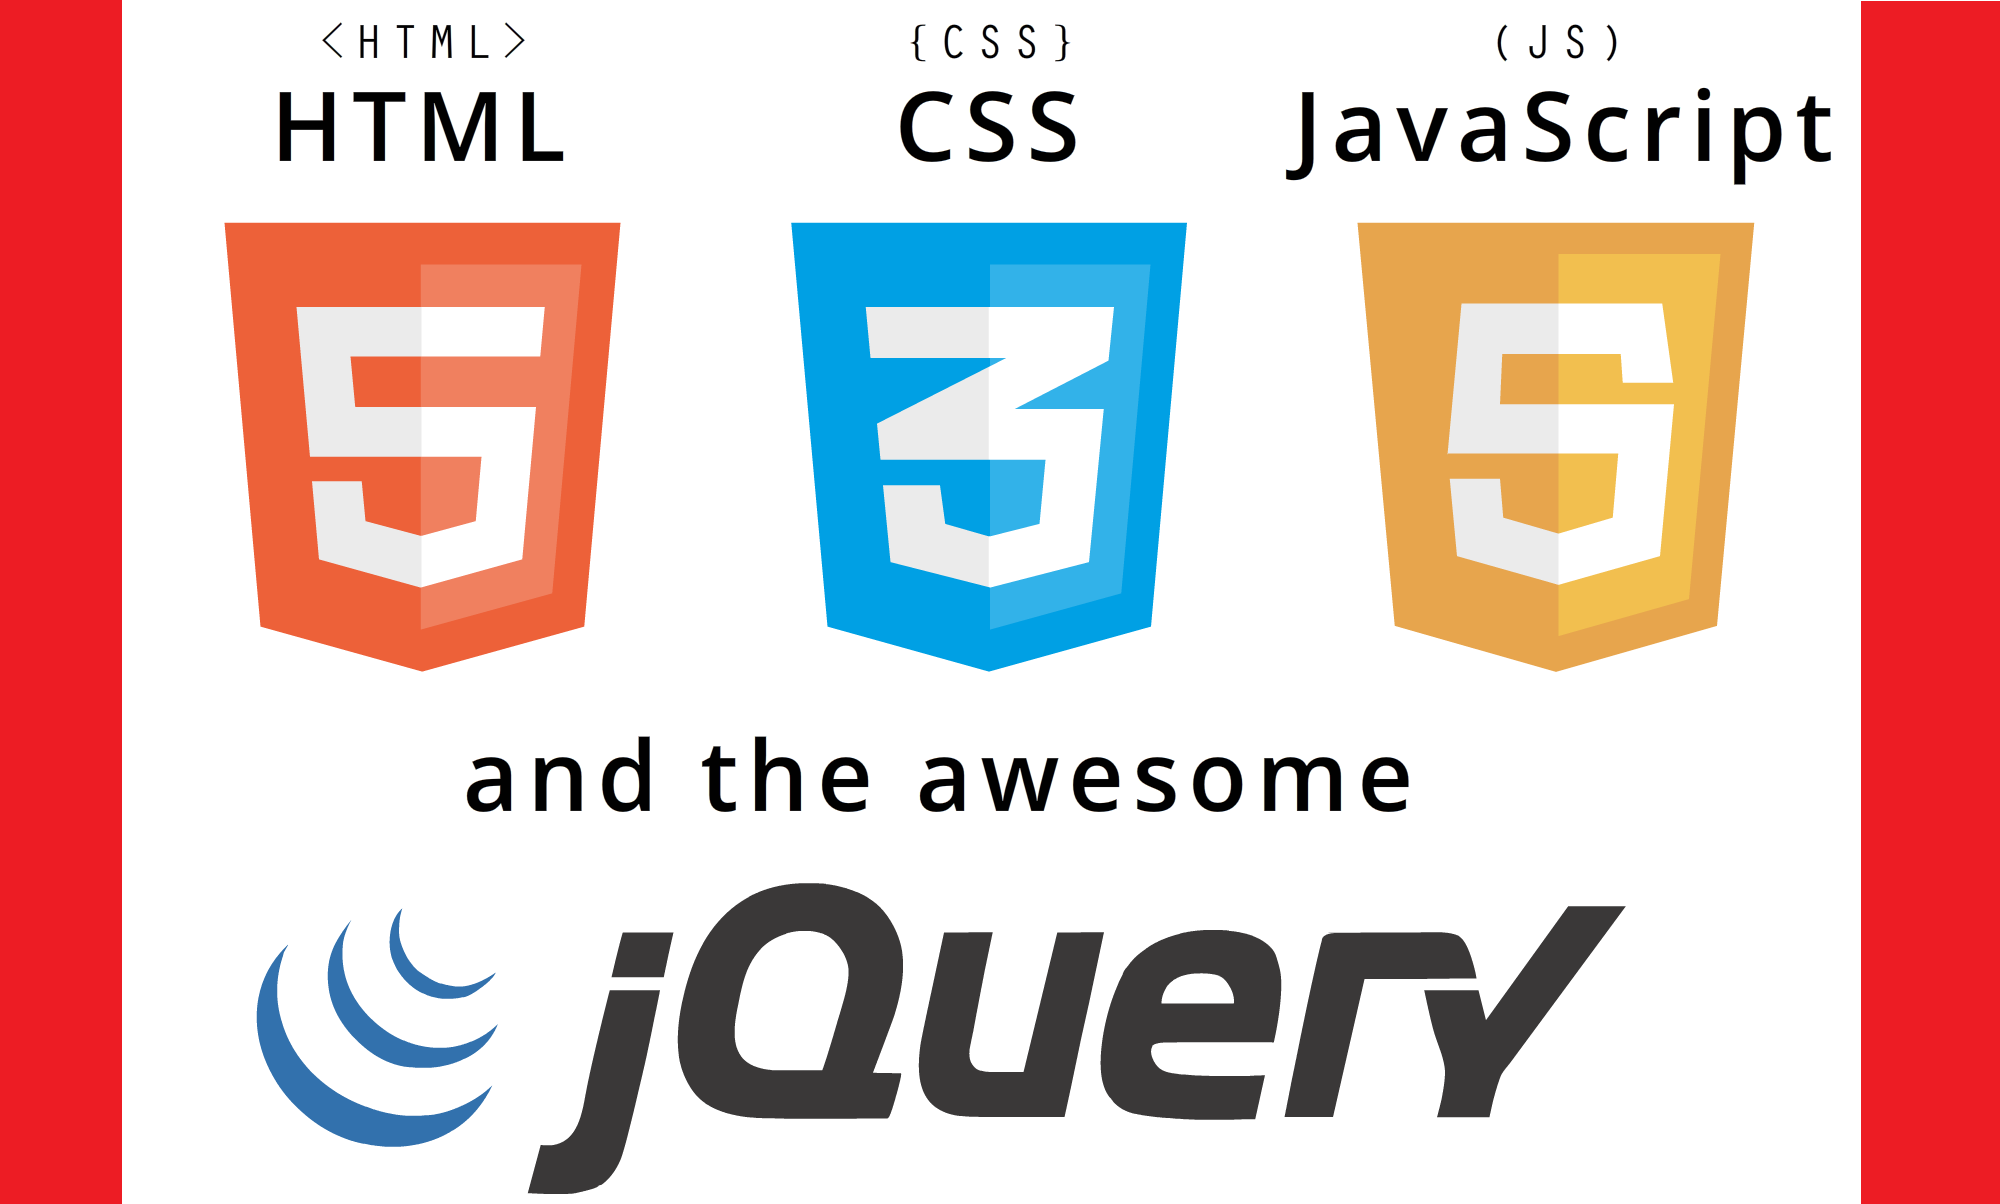 <HTML> {CSS} (JS)
HTML CSS JavaScript
5 3 5
and the awesome
jQuery